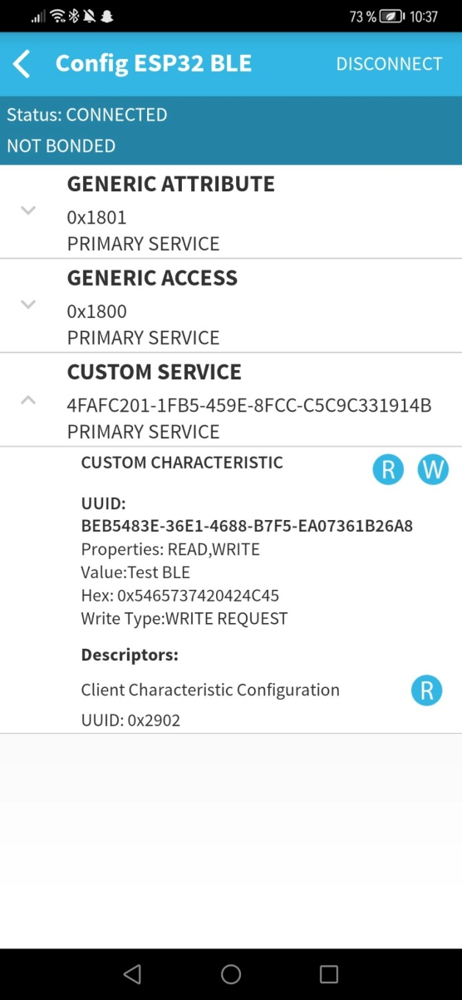 73 % 10:37
Config ESP32 BLE DISCONNECT
Status: CONNECTED
NOT BONDED
GENERIC ATTRIBUTE
0x1801
PRIMARY SERVICE
GENERIC ACCESS
0x1800
PRIMARY SERVICE
CUSTOM SERVICE
4FAFC201-1FB5-459E-8FCC-C5C9C331914B
PRIMARY SERVICE
CUSTOM CHARACTERISTIC R W
UUID:
BEB5483E-36E1-4688-B7F5-EA07361B26A8
Properties: READ,WRITE
Value:Test BLE
Hex: 0x5465737420424C45
Write Type:WRITE REQUEST
Descriptors:
Client Characteristic Configuration R
UUID: 0x2902